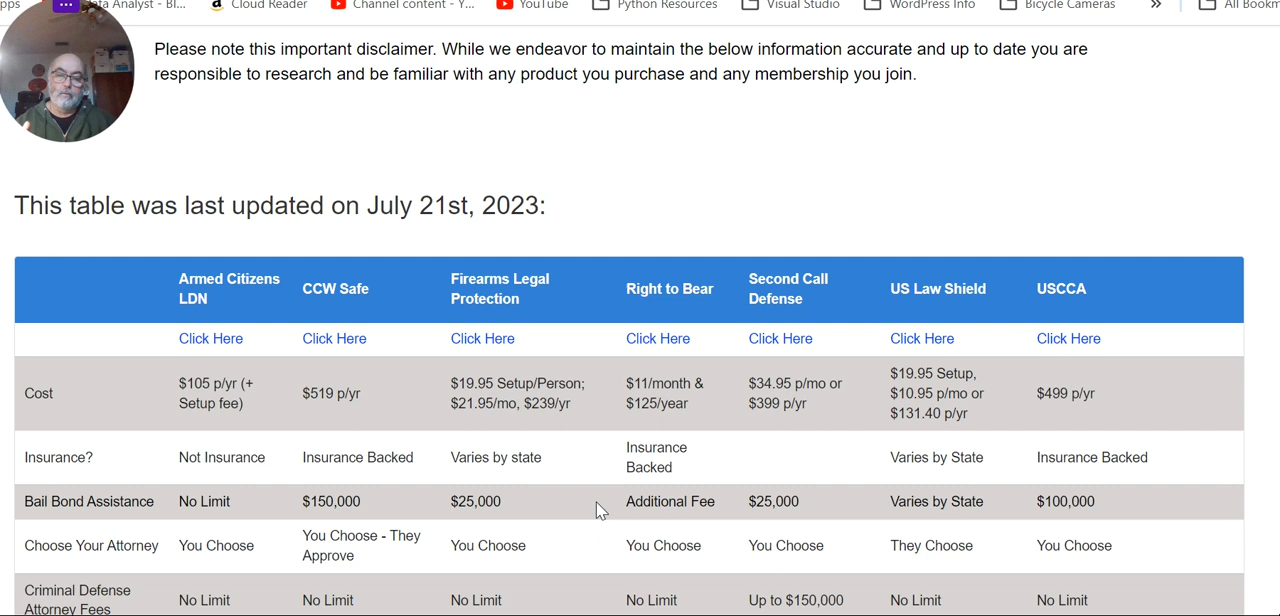 pps
ata Analyst - Bl...
a Cloud Reader
Channel content - Y...
YouTube
Python Resources
Visual Studio
WordPress Info
Bicycle Cameras
»
All Bookm
Please note this important disclaimer. While we endeavor to maintain the below information accurate and up to date you are
responsible to research and be familiar with any product you purchase and any membership you join.
This table was last updated on July 21st, 2023:
Armed Citizens
LDN
CCW Safe
Firearms Legal
Protection
Right to Bear
Second Call
Defense
US Law Shield
USCCA
Click Here
Click Here
Click Here
Click Here
Click Here
Click Here
Click Here
Cost
$105 p/yr (+
Setup fee)
$519 p/yr
$19.95 Setup/Person;
$21.95/mo, $239/yr
$11/month &
$125/year
$34.95 p/mo or
$399 p/yr
$19.95 Setup,
$10.95 p/mo or
$131.40 p/yr
$499 p/yr
Insurance?
Not Insurance
Insurance Backed
Varies by state
Insurance
Backed
Varies by State
Insurance Backed
Bail Bond Assistance
No Limit
$150,000
$25,000
Additional Fee
$25,000
Varies by State
$100,000
Choose Your Attorney
You Choose
You Choose - They
Approve
You Choose
You Choose
You Choose
They Choose
You Choose
Criminal Defense
Attorney Fees
No Limit
No Limit
No Limit
No Limit
Up to $150,000
No Limit
No Limit